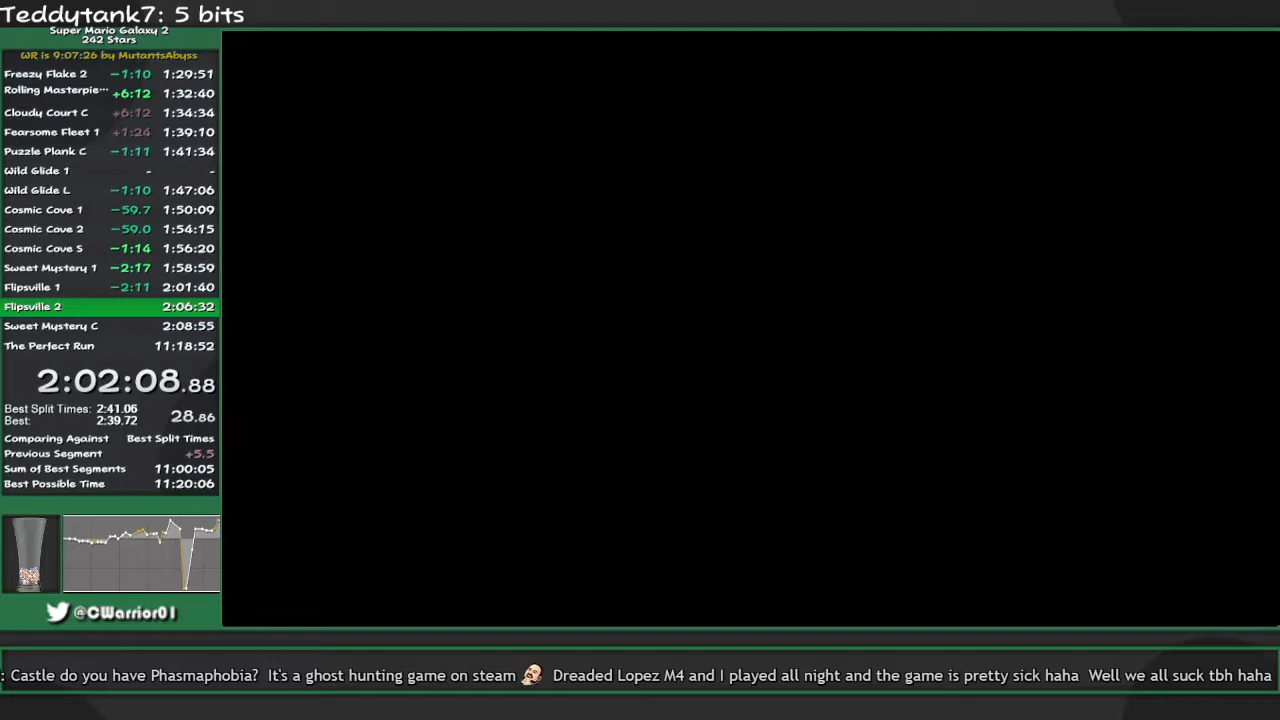 Teddytank7: 5 bits
Super Mario Galaxy 2
242 Stars
WR is 9:07:26 by MutantsAbyss
Freezy Flake 2 −1:10 1:29:51
Rolling Masterpie… +6:12 1:32:40
Cloudy Court C +6:12 1:34:34
Fearsome Fleet 1 +1:24 1:39:10
Puzzle Plank C −1:11 1:41:34
Wild Glide 1 - -
Wild Glide L −1:10 1:47:06
Cosmic Cove 1 −59.7 1:50:09
Cosmic Cove 2 −59.0 1:54:15
Cosmic Cove S −1:14 1:56:20
Sweet Mystery 1 −2:17 1:58:59
Flipsville 1 −2:11 2:01:40
Flipsville 2 2:06:32
Sweet Mystery C 2:08:55
The Perfect Run 11:18:52
2:02:08.88
Best Split Times: 2:41.06
Best: 2:39.72
28.86
Comparing Against Best Split Times
Previous Segment +5.5
Sum of Best Segments 11:00:05
Best Possible Time 11:20:06
@CWarrior01
: Castle do you have Phasmaphobia? It's a ghost hunting game on steam Dreaded Lopez M4 and I played all night and the game is pretty sick haha Well we all suck tbh haha